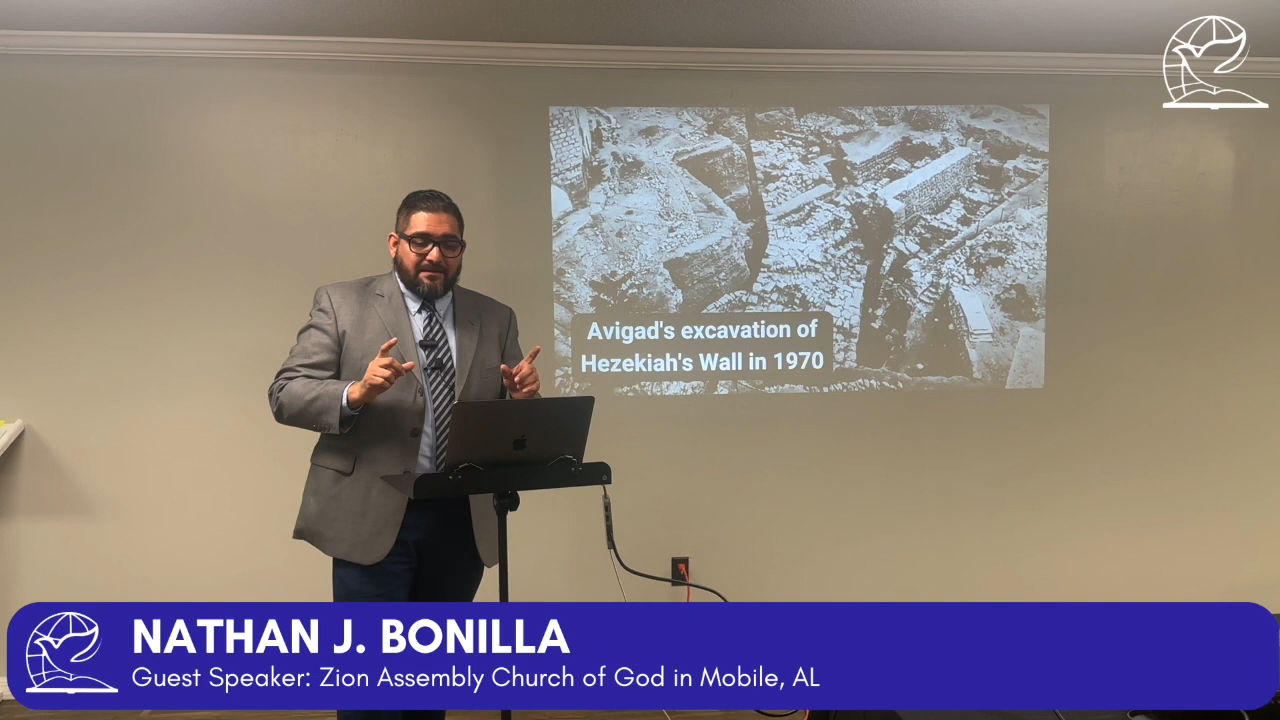 Avigad's excavation of
Hezekiah's Wall in 1970
NATHAN J. BONILLA
Guest Speaker: Zion Assembly Church of God in Mobile, AL